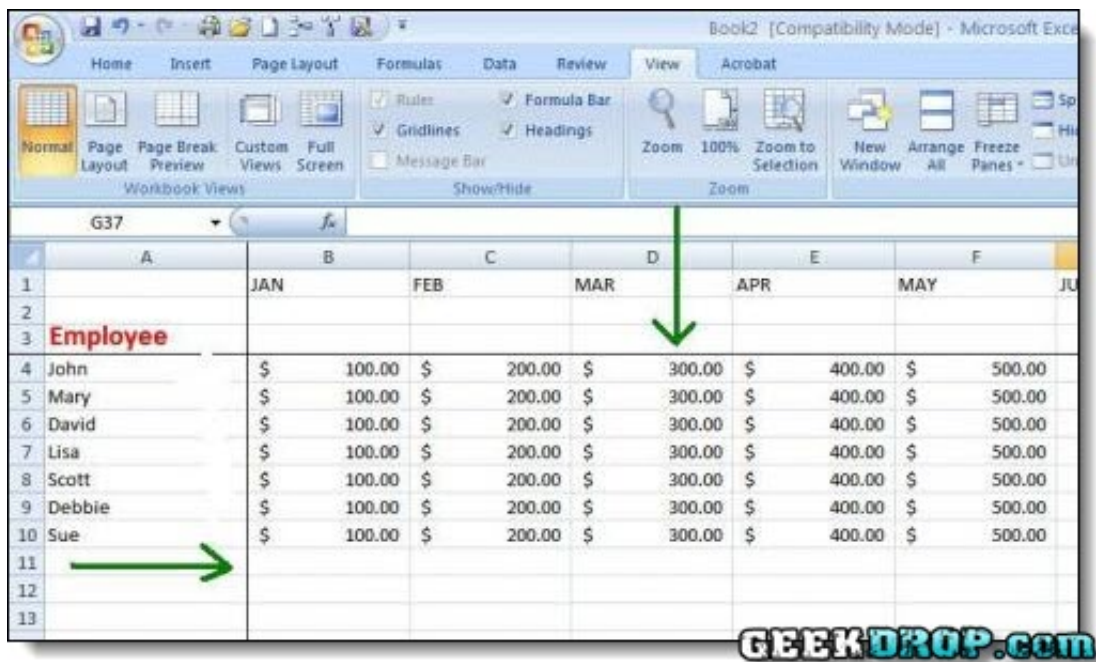 Book2 [Compatibility Mode] - Microsoft Exce
Home Insert Page Layout Formulas Data Review View Acrobat
Ruler Formula Bar
Gridlines Headings
Message Bar
Normal Page Layout Page Break Preview Custom Views Full Screen Zoom 100% Zoom to Selection New Window Arrange All Freeze Panes
Sp
Hi
Un
Workbook Views Show/Hide Zoom
G37 fx
A B C D E F
1 JAN FEB MAR APR MAY JU
2
3 Employee
4 John $ 100.00 $ 200.00 $ 300.00 $ 400.00 $ 500.00
5 Mary $ 100.00 $ 200.00 $ 300.00 $ 400.00 $ 500.00
6 David $ 100.00 $ 200.00 $ 300.00 $ 400.00 $ 500.00
7 Lisa $ 100.00 $ 200.00 $ 300.00 $ 400.00 $ 500.00
8 Scott $ 100.00 $ 200.00 $ 300.00 $ 400.00 $ 500.00
9 Debbie $ 100.00 $ 200.00 $ 300.00 $ 400.00 $ 500.00
10 Sue $ 100.00 $ 200.00 $ 300.00 $ 400.00 $ 500.00
11
12
13
GEEKDROP.com